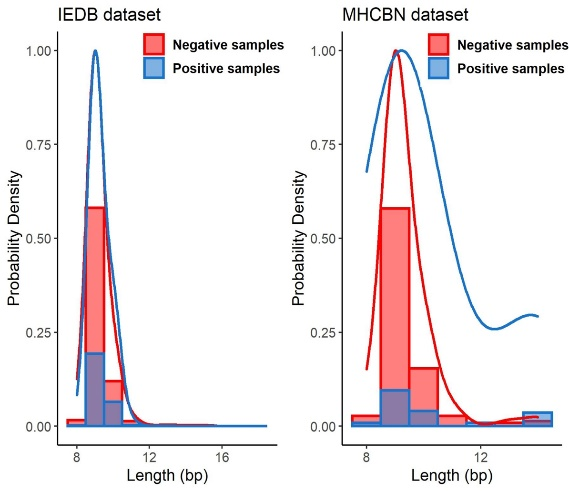 IEDB dataset
MHCBN dataset
Negative samples
Positive samples
Negative samples
Positive samples
Probability Density
1.00
0.75
0.50
0.25
0.00
8
12
16
Length (bp)
Probability Density
1.00
0.75
0.50
0.25
0.00
8
12
Length (bp)